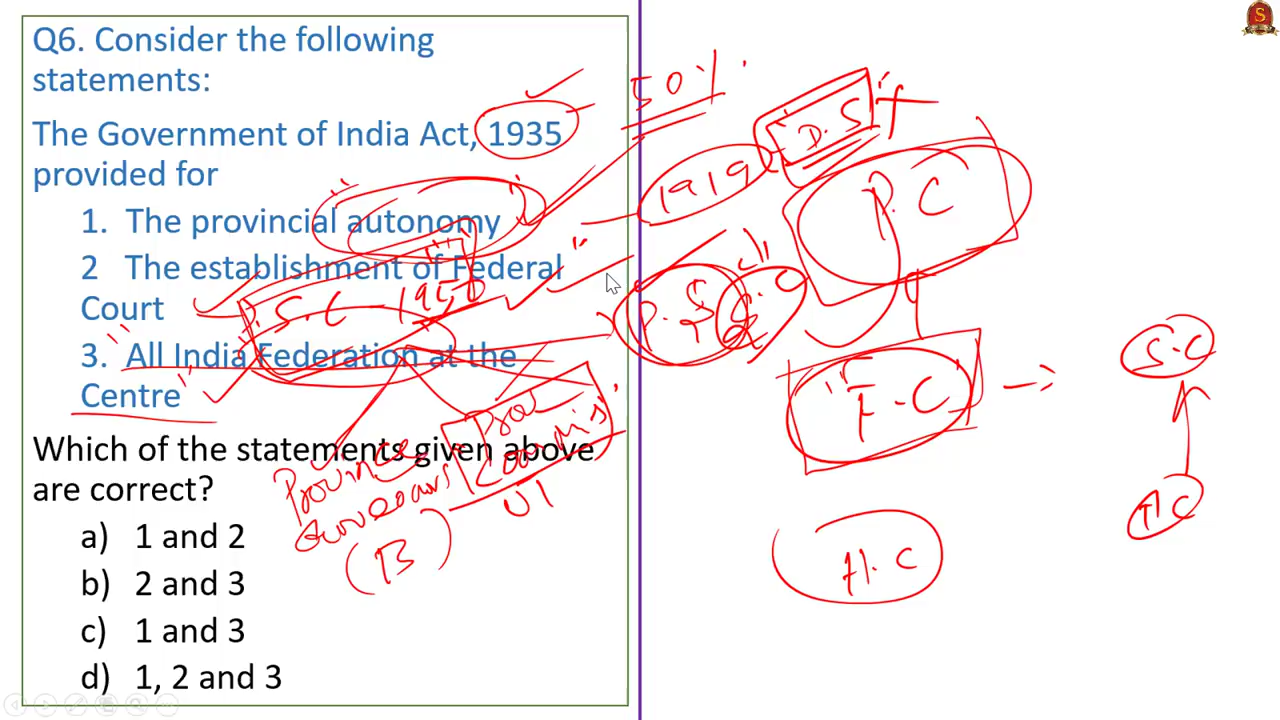 Q6. Consider the following
statements:
The Government of India Act, 1935
provided for
1. The provincial autonomy
2 The establishment of Federal
Court
3. All India Federation at the
Centre
Which of the statements given above
are correct?
a) 1 and 2
b) 2 and 3
c) 1 and 3
d) 1, 2 and 3
50%
1919
D.S
P.C
P.S.C - 1950
F.C
S.C
H.C
H.C
Province
(B)
UT
S